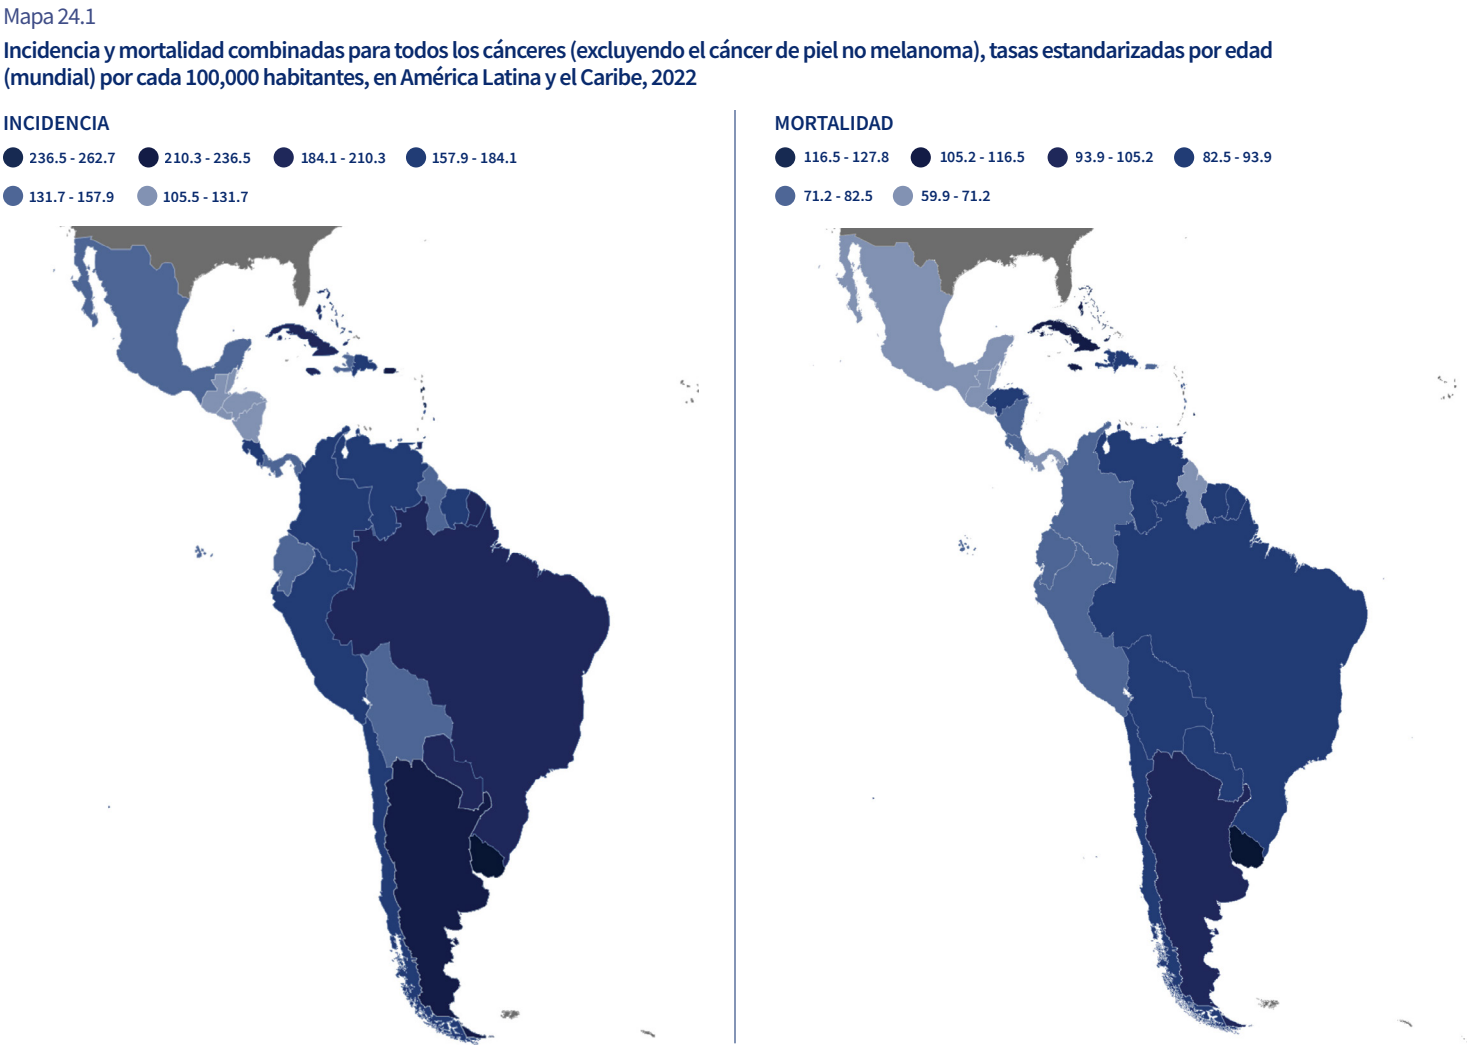 Mapa 24.1
Incidencia y mortalidad combinadas para todos los cánceres (excluyendo el cáncer de piel no melanoma), tasas estandarizadas por edad
(mundial) por cada 100,000 habitantes, en América Latina y el Caribe, 2022
INCIDENCIA
236.5 - 262.7 210.3 - 236.5 184.1 - 210.3 157.9 - 184.1
131.7 - 157.9 105.5 - 131.7
MORTALIDAD
116.5 - 127.8 105.2 - 116.5 93.9 - 105.2 82.5 - 93.9
71.2 - 82.5 59.9 - 71.2